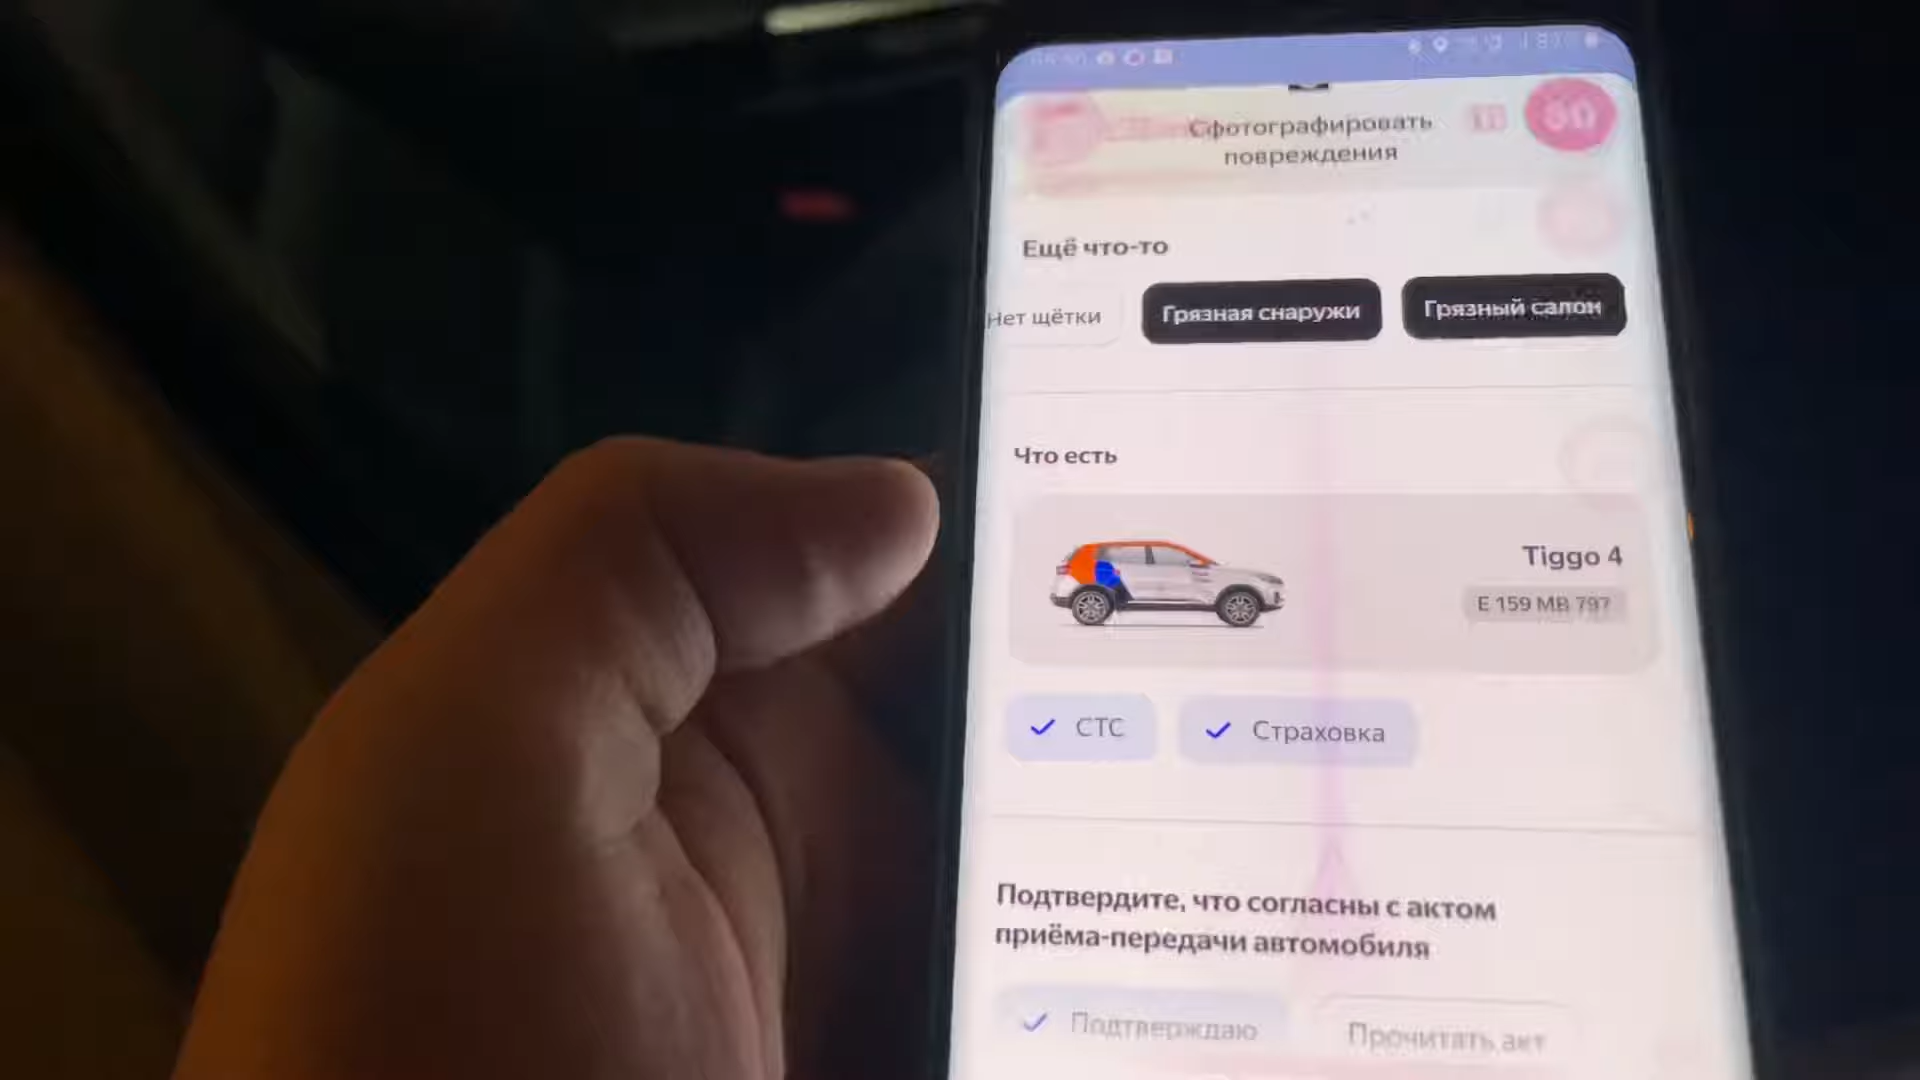 Сфотографировать
повреждения
Ещё что-то
Нет щётки
Грязная снаружи
Грязный салон
Что есть
Tiggo 4
Е 159 МВ 797
СТС
Страховка
Подтвердите, что согласны с актом
приёма-передачи автомобиля
Подтверждаю
Прочитать акт